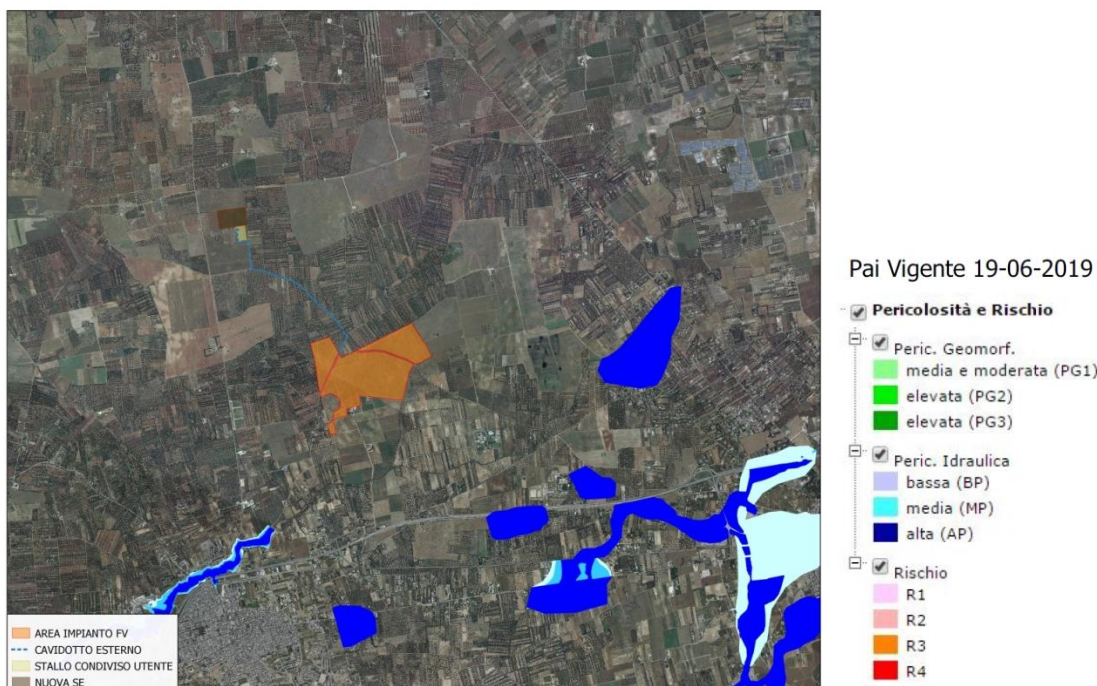 AREA IMPIANTO FV
CAVIDOTTO ESTERNO
STALLO CONDIVISO UTENTE
NUOVA SE
Pai Vigente 19-06-2019
Pericolosità e Rischio
Peric. Geomorf.
media e moderata (PG1)
elevata (PG2)
elevata (PG3)
Peric. Idraulica
bassa (BP)
media (MP)
alta (AP)
Rischio
R1
R2
R3
R4